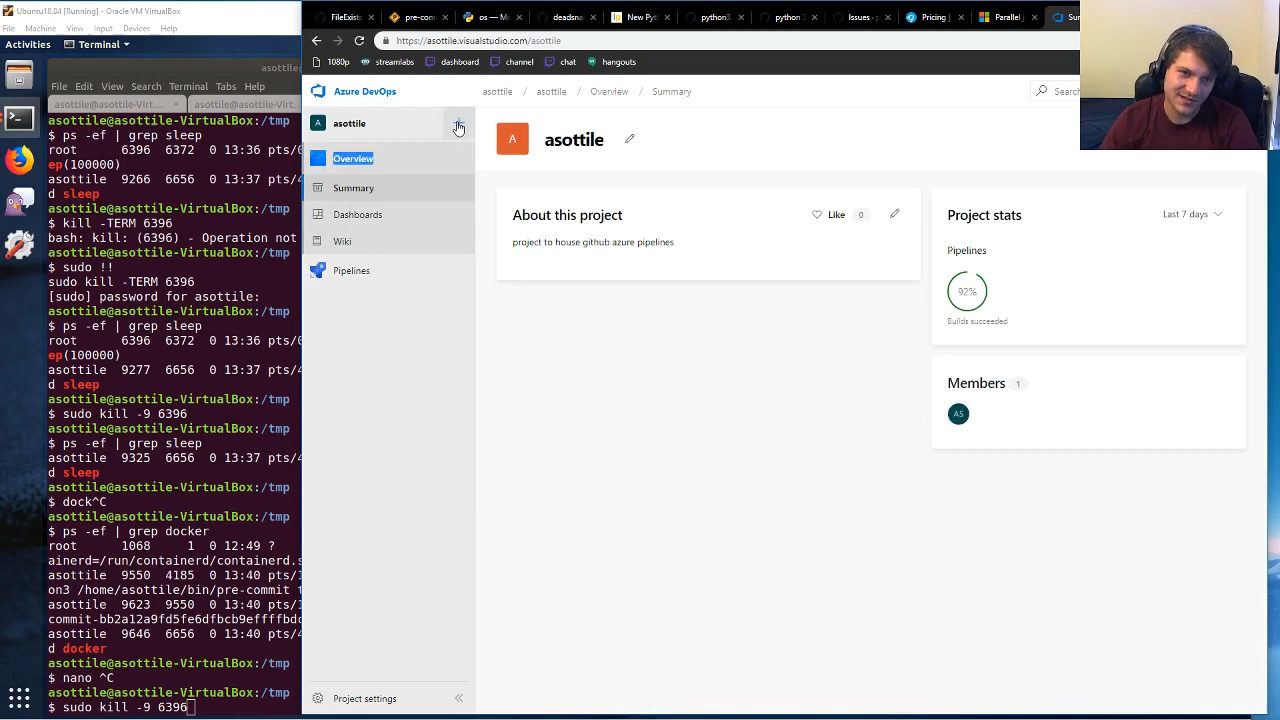 Ubuntu18.04 [Running] - Oracle VM VirtualBox
File Machine View Input Devices Help
Activities
Terminal
File Edit View Search Terminal Tabs Help
asottile@asottile-Virt... ×
asottile@asottile-Virt...
asottile@asottile-VirtualBox:/tmp
$ ps -ef | grep sleep
root 6396 6372 0 13:36 pts/
ep(100000)
asottile 9266 6656 0 13:37 pts/
d sleep
asottile@asottile-VirtualBox:/tmp
$ kill -TERM 6396
bash: kill: (6396) - Operation not
asottile@asottile-VirtualBox:/tmp
$ sudo !!
sudo kill -TERM 6396
[sudo] password for asottile:
asottile@asottile-VirtualBox:/tmp
$ ps -ef | grep sleep
root 6396 6372 0 13:36 pts/
ep(100000)
asottile 9277 6656 0 13:37 pts/
d sleep
asottile@asottile-VirtualBox:/tmp
$ sudo kill -9 6396
asottile@asottile-VirtualBox:/tmp
$ ps -ef | grep sleep
asottile 9325 6656 0 13:37 pts/
d sleep
asottile@asottile-VirtualBox:/tmp
$ dock^C
asottile@asottile-VirtualBox:/tmp
$ ps -ef | grep docker
root 1068 1 0 12:49 ?
ainerd=/run/containerd/containerd.s
asottile 9550 4185 0 13:40 pts/
on3 /home/asottile/bin/pre-commit
asottile 9623 9550 0 13:40 pts/
commit-bb2a12a9fd5fe6dfbcb9effffbd
asottile 9646 6656 0 13:40 pts/
d docker
asottile@asottile-VirtualBox:/tmp
$ nano ^C
asottile@asottile-VirtualBox:/tmp
$ sudo kill -9 6396
FileExists ×
pre-com ×
os — Mi ×
deadsnak ×
New Pyt ×
python3. ×
python 3 ×
Issues · p ×
Pricing | ×
Parallel j ×
Sum
https://asottile.visualstudio.com/asottile
1080p streamlabs dashboard channel chat hangouts
Azure DevOps
asottile / asottile / Overview / Summary
Search
A asottile
Overview
Summary
Dashboards
Wiki
Pipelines
Project settings
A asottile
About this project
Like 0
project to house github azure pipelines
Project stats
Last 7 days
Pipelines
92%
Builds succeeded
Members 1
AS